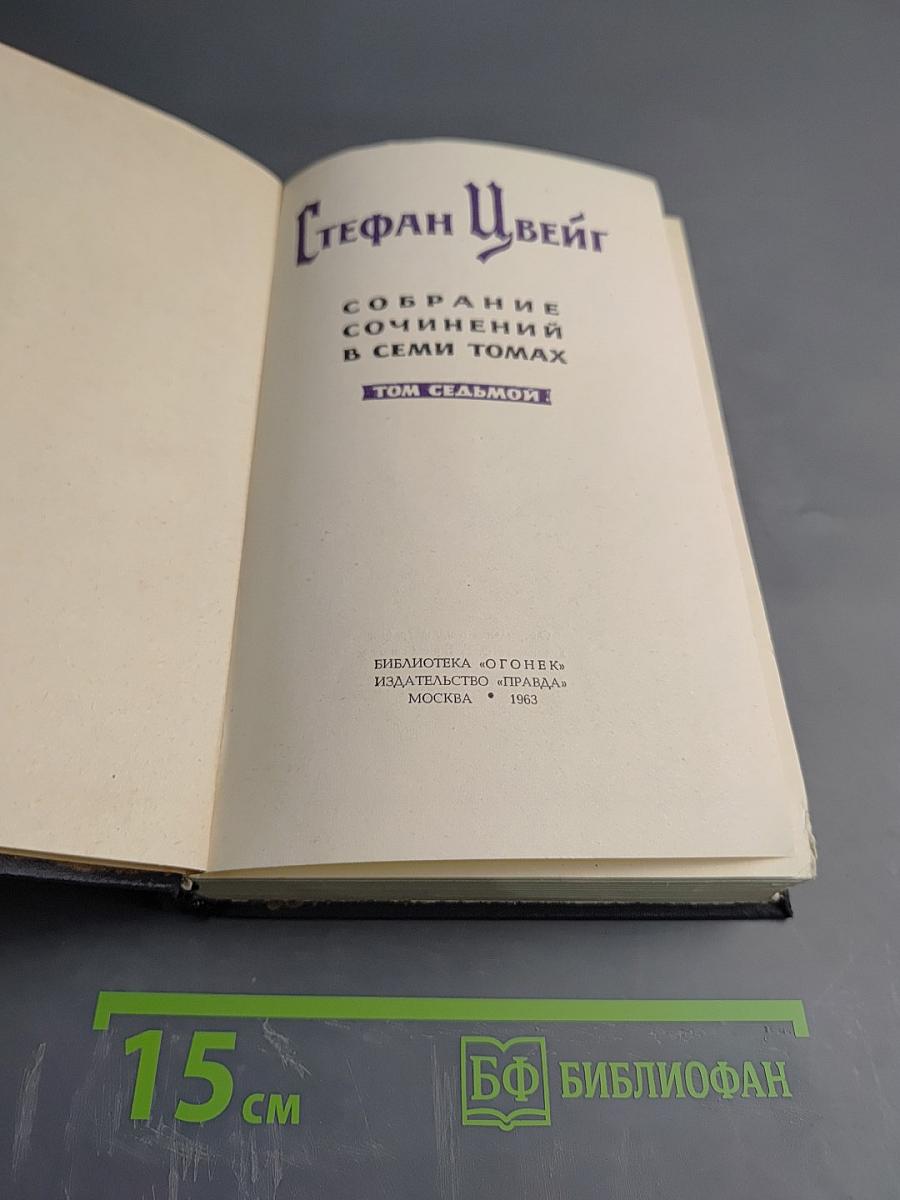 Стефан Цвейг
СОБРАНИЕ
СОЧИНЕНИЙ
В СЕМИ ТОМАХ
ТОМ СЕДЬМОЙ
БИБЛИОТЕКА «ОГОНЕК»
ИЗДАТЕЛЬСТВО «ПРАВДА»
МОСКВА • 1963
15 см
БФ БИБЛИОФАН